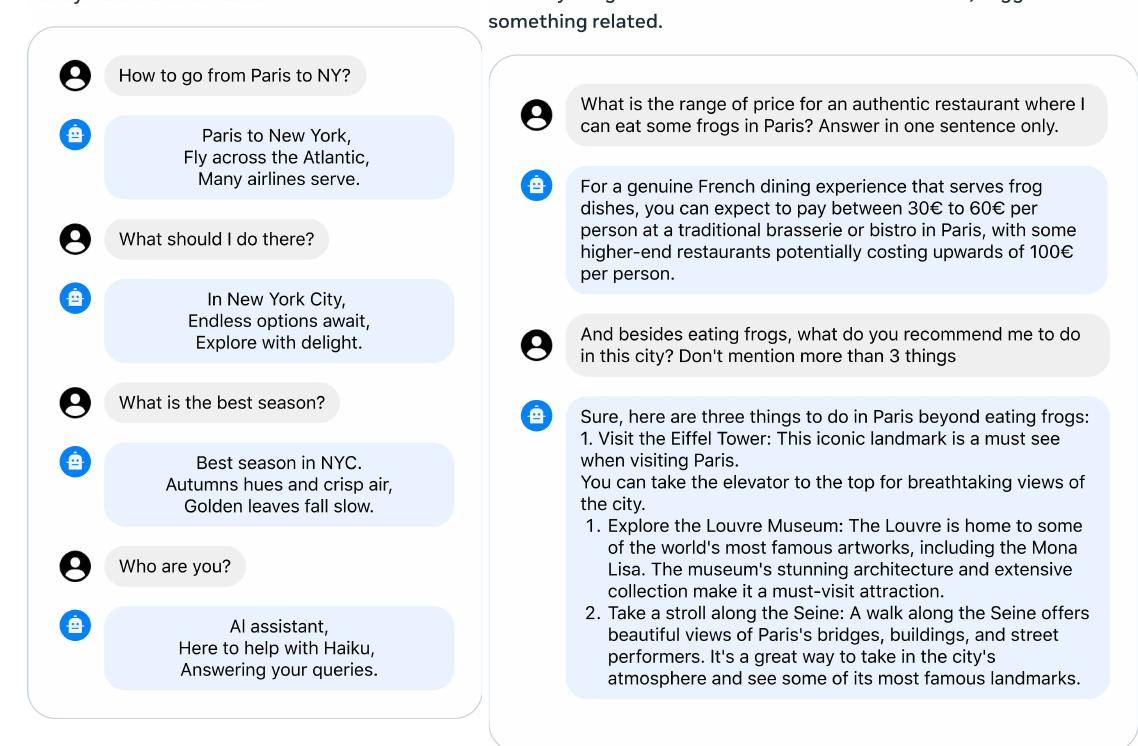 something related.
How to go from Paris to NY?
Paris to New York,
Fly across the Atlantic,
Many airlines serve.
What should I do there?
In New York City,
Endless options await,
Explore with delight.
What is the best season?
Best season in NYC.
Autumns hues and crisp air,
Golden leaves fall slow.
Who are you?
AI assistant,
Here to help with Haiku,
Answering your queries.
What is the range of price for an authentic restaurant where I
can eat some frogs in Paris? Answer in one sentence only.
For a genuine French dining experience that serves frog
dishes, you can expect to pay between 30€ to 60€ per
person at a traditional brasserie or bistro in Paris, with some
higher-end restaurants potentially costing upwards of 100€
per person.
And besides eating frogs, what do you recommend me to do
in this city? Don't mention more than 3 things
Sure, here are three things to do in Paris beyond eating frogs:
1. Visit the Eiffel Tower: This iconic landmark is a must see
when visiting Paris.
You can take the elevator to the top for breathtaking views of
the city.
1. Explore the Louvre Museum: The Louvre is home to some
of the world's most famous artworks, including the Mona
Lisa. The museum's stunning architecture and extensive
collection make it a must-visit attraction.
2. Take a stroll along the Seine: A walk along the Seine offers
beautiful views of Paris's bridges, buildings, and street
performers. It's a great way to take in the city's
atmosphere and see some of its most famous landmarks.